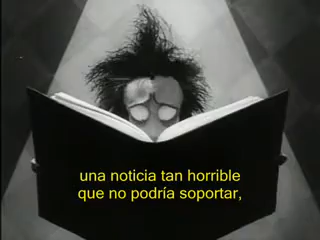 una noticia tan horrible
que no podría soportar,